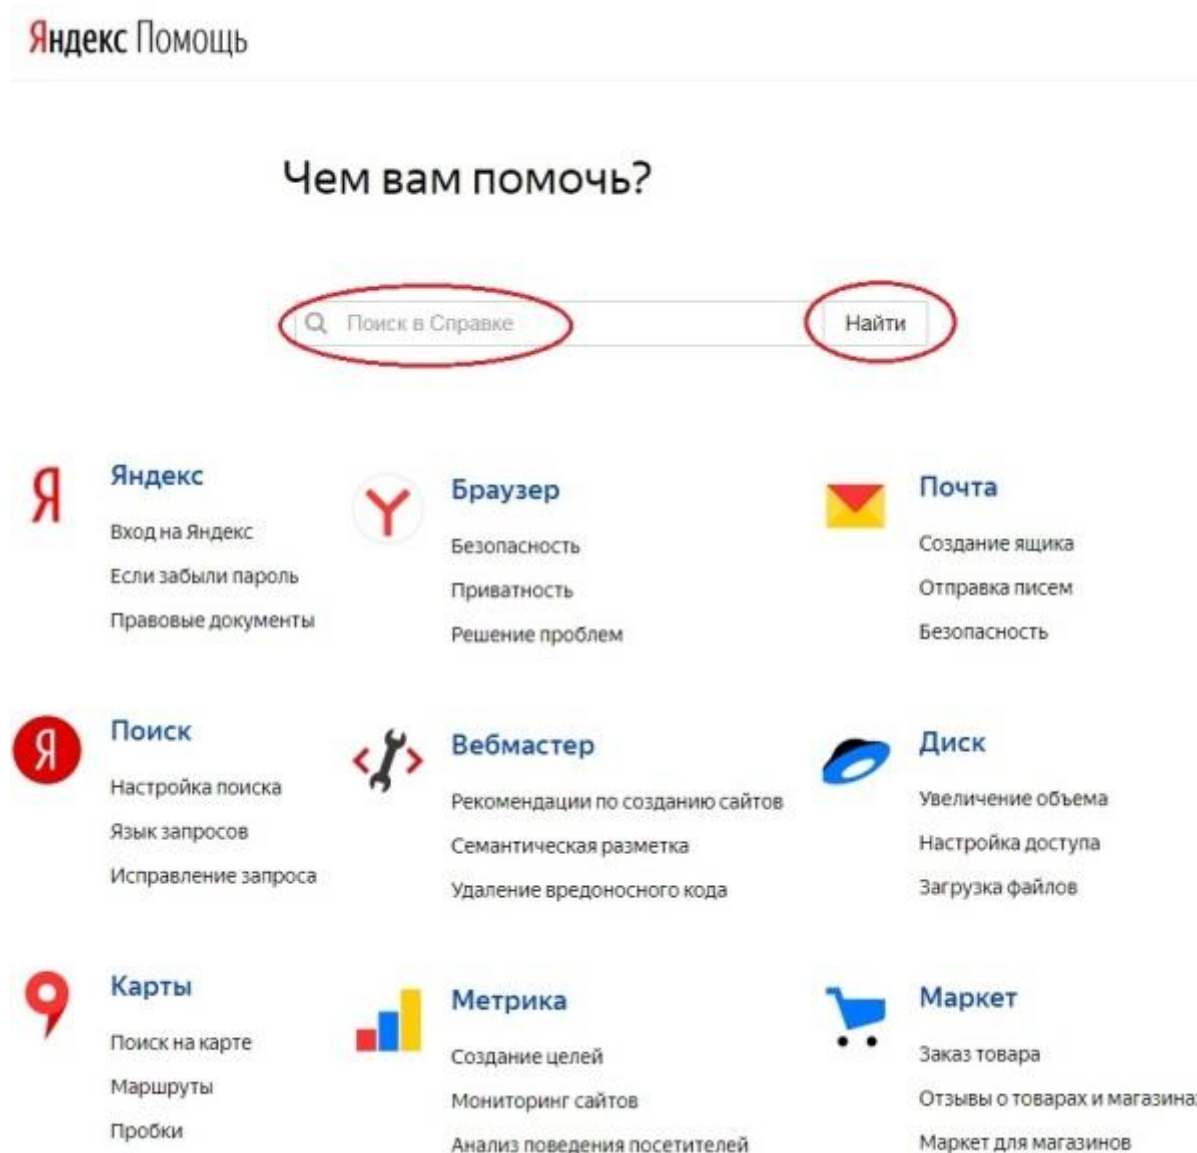 Яндекс Помощь
Чем вам помочь?
Поиск в Справке
Найти
Яндекс
Вход на Яндекс
Если забыли пароль
Правовые документы
Браузер
Безопасность
Приватность
Решение проблем
Почта
Создание ящика
Отправка писем
Безопасность
Поиск
Настройка поиска
Язык запросов
Исправление запроса
Вебмастер
Рекомендации по созданию сайтов
Семантическая разметка
Удаление вредоносного кода
Диск
Увеличение объема
Настройка доступа
Загрузка файлов
Карты
Поиск на карте
Маршруты
Пробки
Метрика
Создание целей
Мониторинг сайтов
Анализ поведения посетителей
Маркет
Заказ товара
Отзывы о товарах и магазинах
Маркет для магазинов